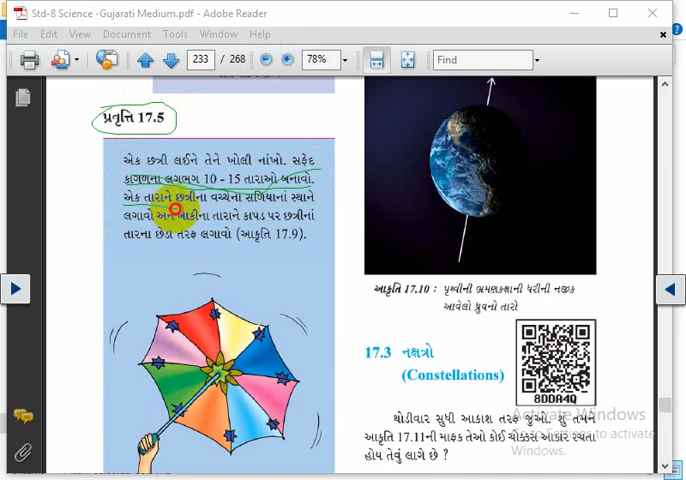 Std-8 Science -Gujarati Medium.pdf - Adobe Reader
File Edit View Document Tools Window Help
233 / 268 78% Find
પ્રવૃત્તિ 17.5
એક છત્રી લઈને તેને ખોલી નાંખો. સફેદ
કાગળના લગભગ 10 - 15 તારાઓ બનાવો.
એક તારાને છત્રીના વચ્ચેના સળિયાનાં સ્થાને
લગાવો અને બાકીના તારાને કાપડ પર છત્રીનાં
તારના છેડા તરફ લગાવો (આકૃતિ 17.9).
આકૃતિ 17.10 : પૃથ્વીની ભ્રમણકક્ષાની ધરીની નજીક
આવેલો ધ્રુવનો તારો
17.3 નક્ષત્રો
(Constellations)
8DDA4Q
થોડીવાર સુધી આકાશ તરફ જુઓ. શું તમને
આકૃતિ 17.11ની માફક તેઓ કોઈ ચોક્કસ આકાર રચતા
હોય તેવું લાગે છે ?
Activate Windows
Go to Settings to activate
Windows.